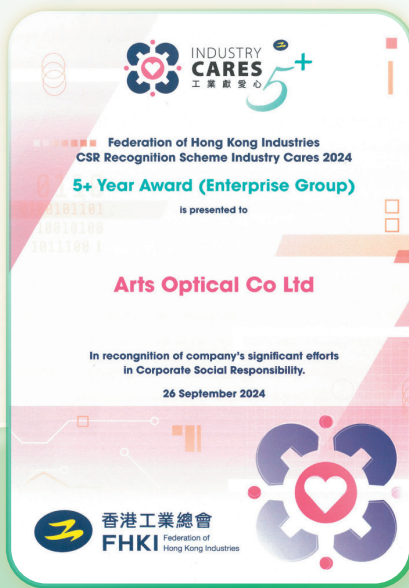 INDUSTRY
CARES
工業獻愛心
5+
Federation of Hong Kong Industries
CSR Recognition Scheme Industry Cares 2024
5+ Year Award (Enterprise Group)
is presented to
Arts Optical Co Ltd
In recongnition of company's significant efforts
in Corporate Social Responsibility.
26 September 2024
香港工業總會
FHKI Federation of
Hong Kong Industries